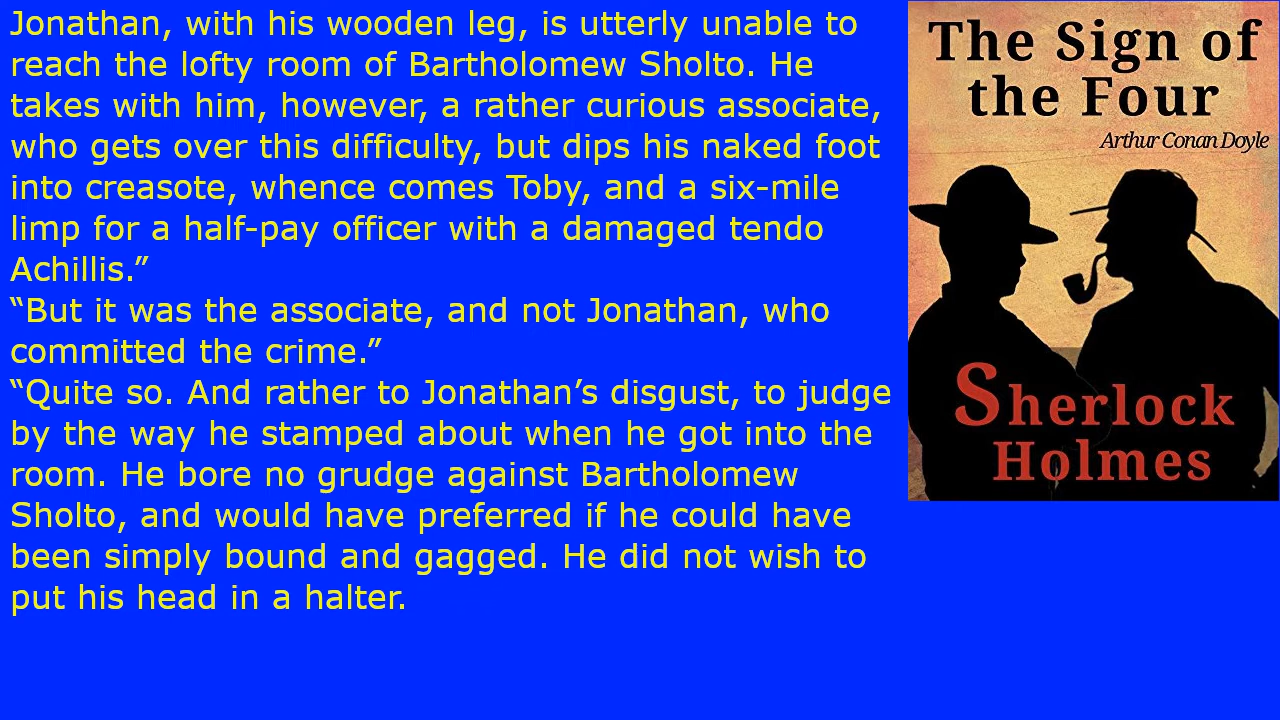 Jonathan, with his wooden leg, is utterly unable to
reach the lofty room of Bartholomew Sholto. He
takes with him, however, a rather curious associate,
who gets over this difficulty, but dips his naked foot
into creasote, whence comes Toby, and a six-mile
limp for a half-pay officer with a damaged tendo
Achillis.”
“But it was the associate, and not Jonathan, who
committed the crime.”
“Quite so. And rather to Jonathan’s disgust, to judge
by the way he stamped about when he got into the
room. He bore no grudge against Bartholomew
Sholto, and would have preferred if he could have
been simply bound and gagged. He did not wish to
put his head in a halter.
The Sign of
the Four
Arthur Conan Doyle
Sherlock
Holmes